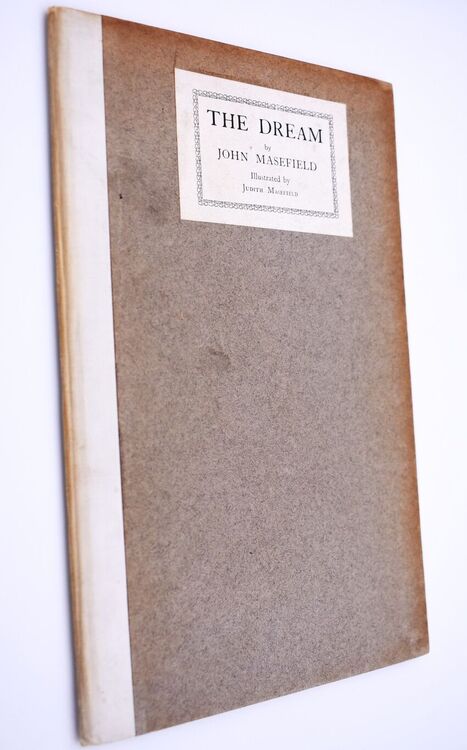 THE DREAM
by
JOHN MASEFIELD
Illustrated by
JUDITH MASEFIELD